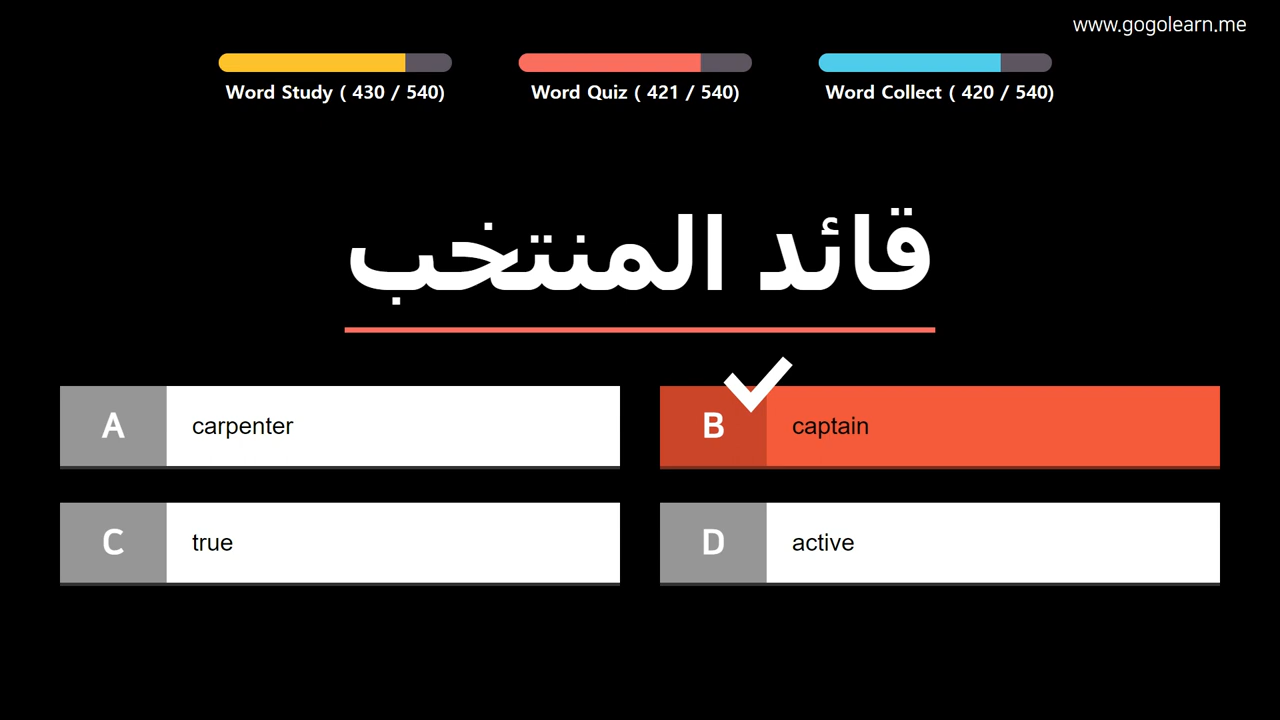 www.gogolearn.me
Word Study ( 430 / 540)
Word Quiz ( 421 / 540)
Word Collect ( 420 / 540)
قائد المنتخب
A carpenter
B captain
C true
D active